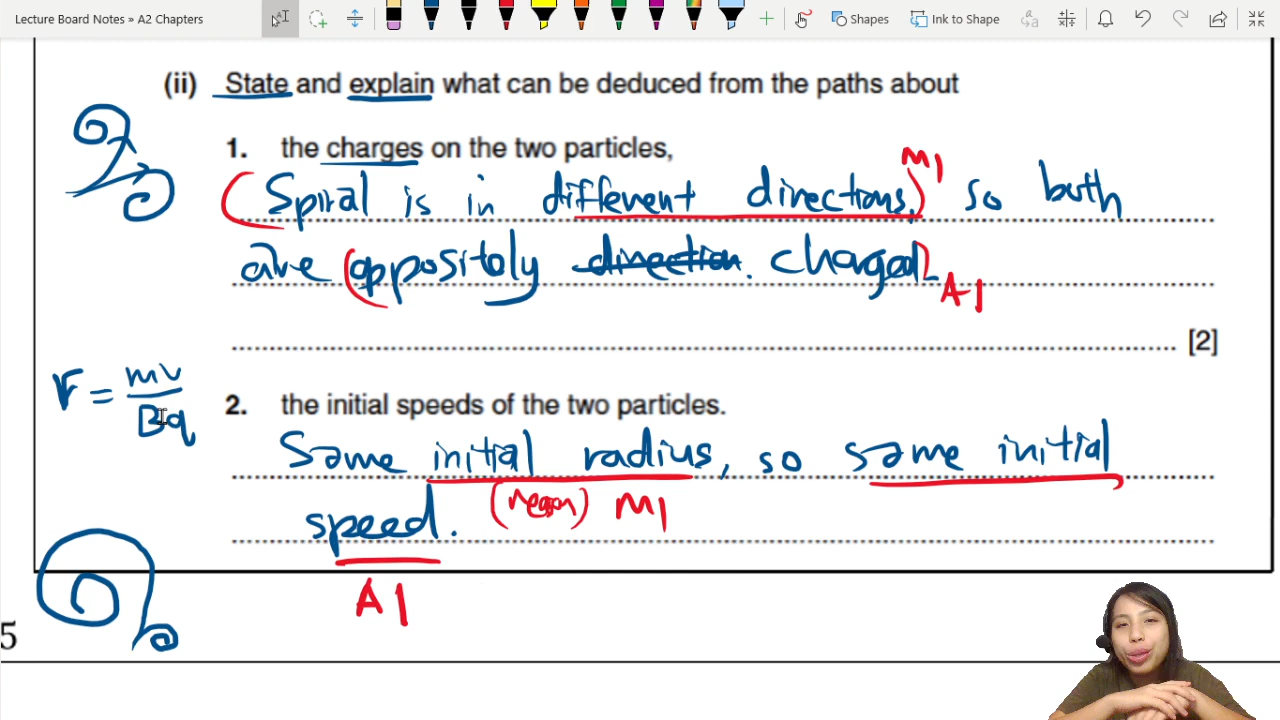 Lecture Board Notes » A2 Chapters
Shapes
Ink to Shape
(ii) State and explain what can be deduced from the paths about
1. the charges on the two particles,
M1
(Spiral is in different directions,) so both
are (oppositely direction. charged)
A1
[2]
r = mv
Bq
2. the initial speeds of the two particles.
Same initial radius, so same initial
(reason) M1
speed.
A1
5